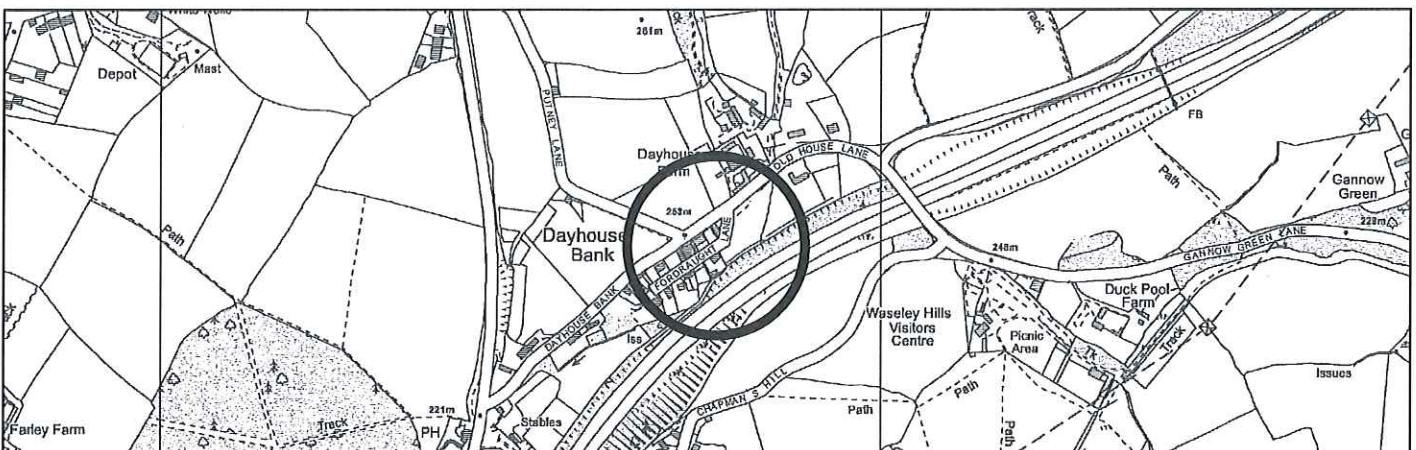 Depot
Mast
261m
Track
PUTNEY LANE
Dayhouse
Farm
OLD HOUSE LANE
FB
Path
Gannow
Green
228m
253m
Dayhouse
Bank
FORDRAUGHT
LANE
DAYHOUSE BANK
Iss
248m
GANNOW GREEN LANE
Duck Pool
Farm
Waseley Hills
Visitors
Centre
Picnic
Area
Tk
Track
Path
Issues
CHAPMAN S HILL
Path
Path
Path
Farley Farm
Track
221m
PH
Stables